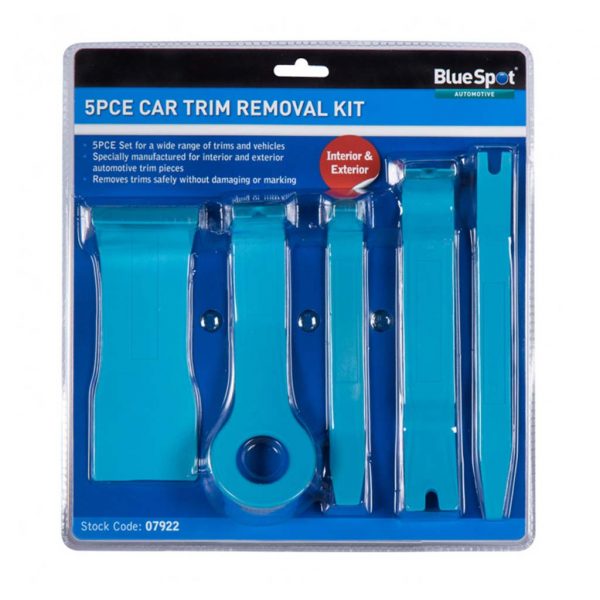 BlueSpot
AUTOMOTIVE
5PCE CAR TRIM REMOVAL KIT
· 5PCE Set for a wide range of trims and vehicles
· Specially manufactured for interior and exterior
automotive trim pieces
· Removes trims safely without damaging or marking
Interior &
Exterior
Stock Code: 07922